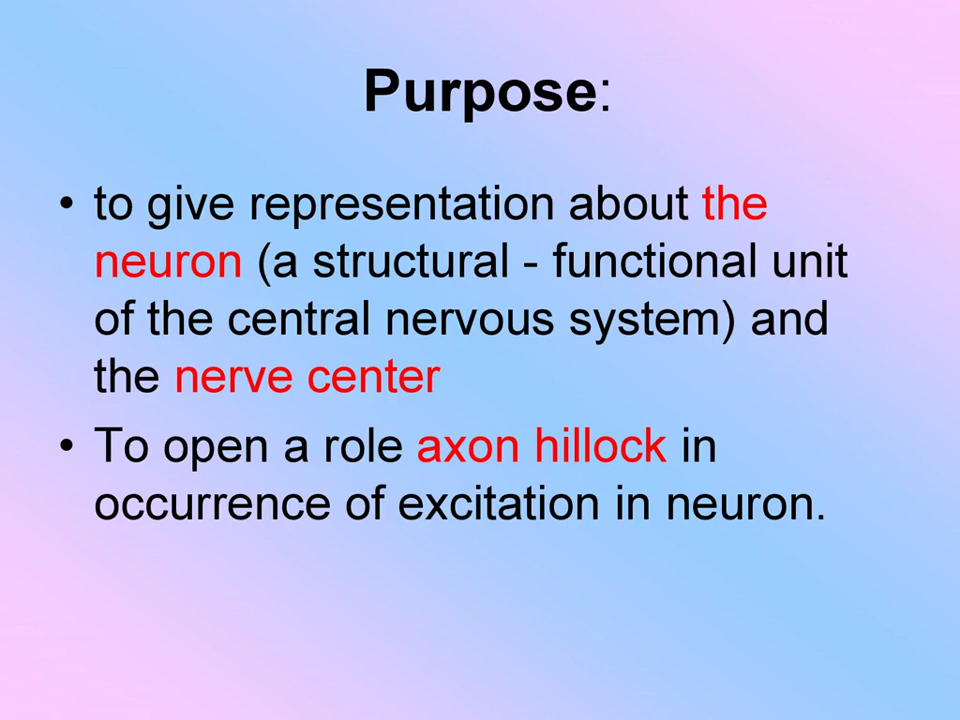 Purpose:
• to give representation about the
neuron (a structural - functional unit
of the central nervous system) and
the nerve center
• To open a role axon hillock in
occurrence of excitation in neuron.